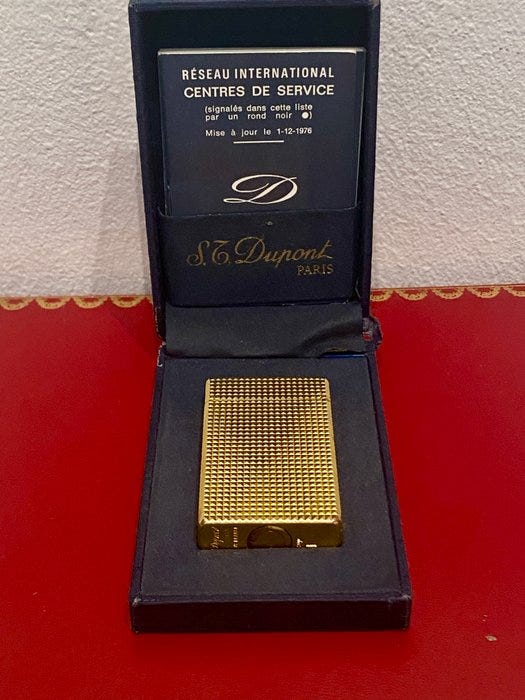 RÉSEAU INTERNATIONAL
CENTRES DE SERVICE
(signalés dans cette liste
par un rond noir ●)
Mise à jour le 1-12-1976
D
S.T. Dupont
PARIS